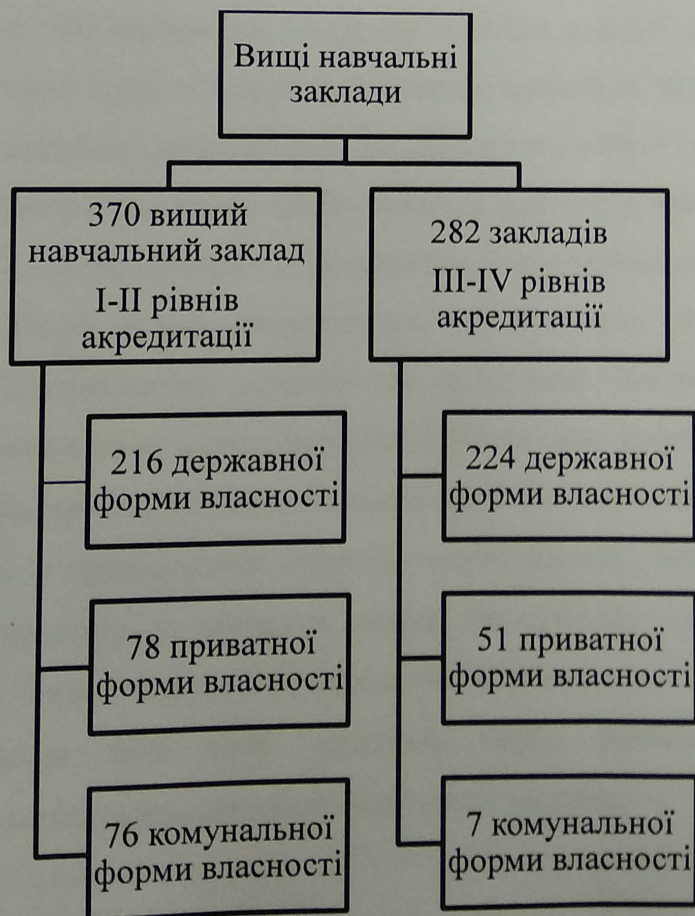 Вищі навчальні
заклади
370 вищий
навчальний заклад
І-ІІ рівнів
акредитації
216 державної
форми власності
78 приватної
форми власності
76 комунальної
форми власності
282 закладів
ІІІ-IV рівнів
акредитації
224 державної
форми власності
51 приватної
форми власності
7 комунальної
форми власності